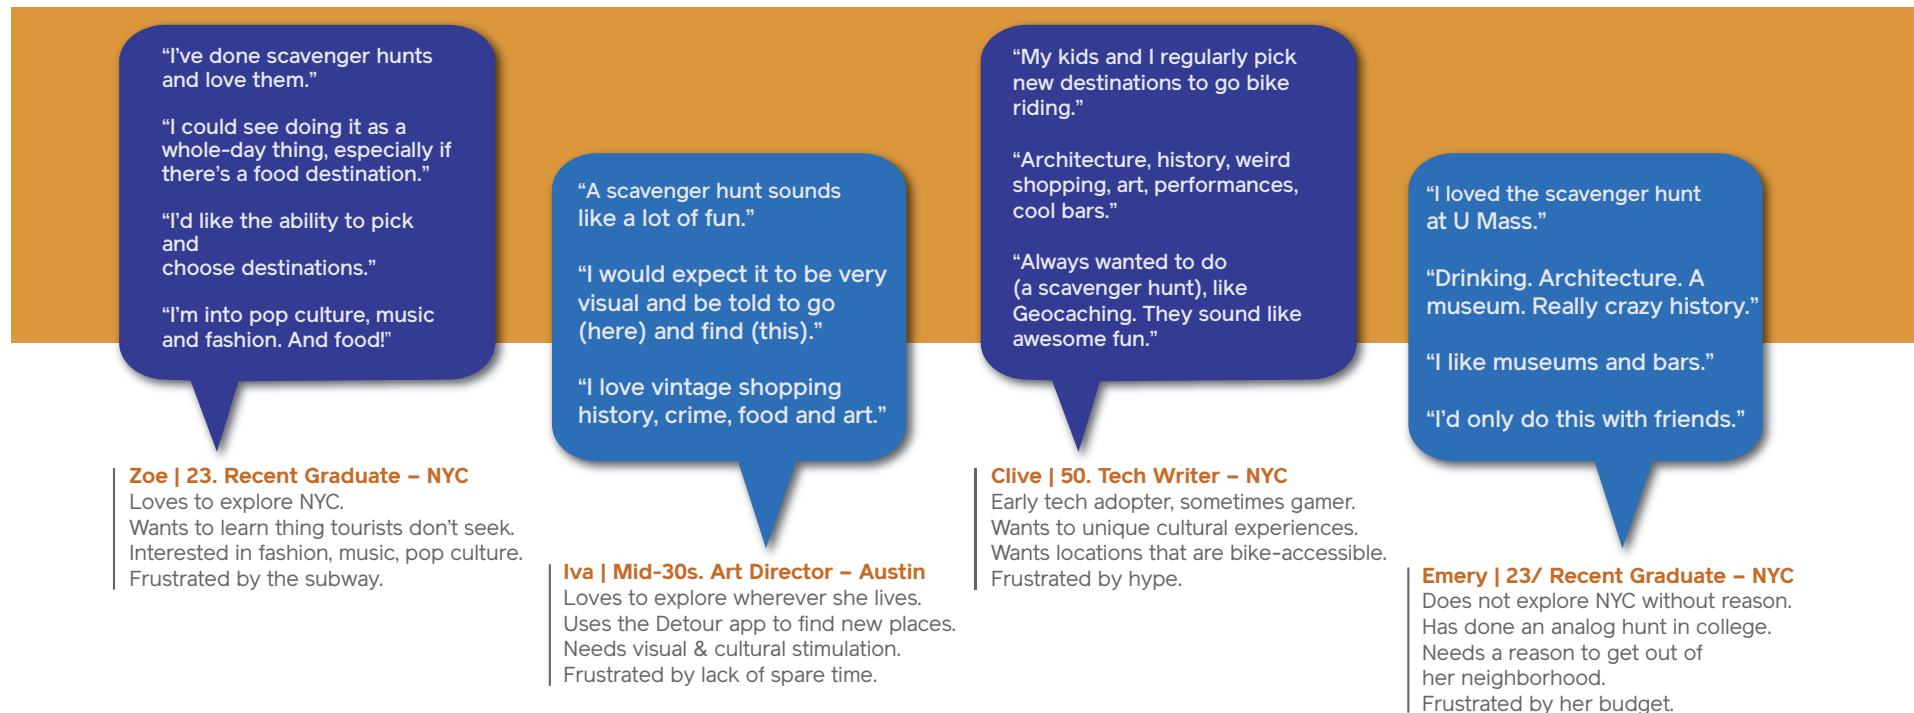 “I’ve done scavenger hunts
and love them.”
“I could see doing it as a
whole-day thing, especially if
there’s a food destination.”
“I’d like the ability to pick
and
choose destinations.”
“I’m into pop culture, music
and fashion. And food!”
Zoe | 23. Recent Graduate – NYC
Loves to explore NYC.
Wants to learn thing tourists don’t seek.
Interested in fashion, music, pop culture.
Frustrated by the subway.
“A scavenger hunt sounds
like a lot of fun.”
“I would expect it to be very
visual and be told to go
(here) and find (this).”
“I love vintage shopping
history, crime, food and art.”
Iva | Mid-30s. Art Director – Austin
Loves to explore wherever she lives.
Uses the Detour app to find new places.
Needs visual & cultural stimulation.
Frustrated by lack of spare time.
“My kids and I regularly pick
new destinations to go bike
riding.”
“Architecture, history, weird
shopping, art, performances,
cool bars.”
“Always wanted to do
(a scavenger hunt), like
Geocaching. They sound like
awesome fun.”
Clive | 50. Tech Writer – NYC
Early tech adopter, sometimes gamer.
Wants to unique cultural experiences.
Wants locations that are bike-accessible.
Frustrated by hype.
“I loved the scavenger hunt
at U Mass.”
“Drinking. Architecture. A
museum. Really crazy history.”
“I like museums and bars.”
“I’d only do this with friends.”
Emery | 23/ Recent Graduate – NYC
Does not explore NYC without reason.
Has done an analog hunt in college.
Needs a reason to get out of
her neighborhood.
Frustrated by her budget.